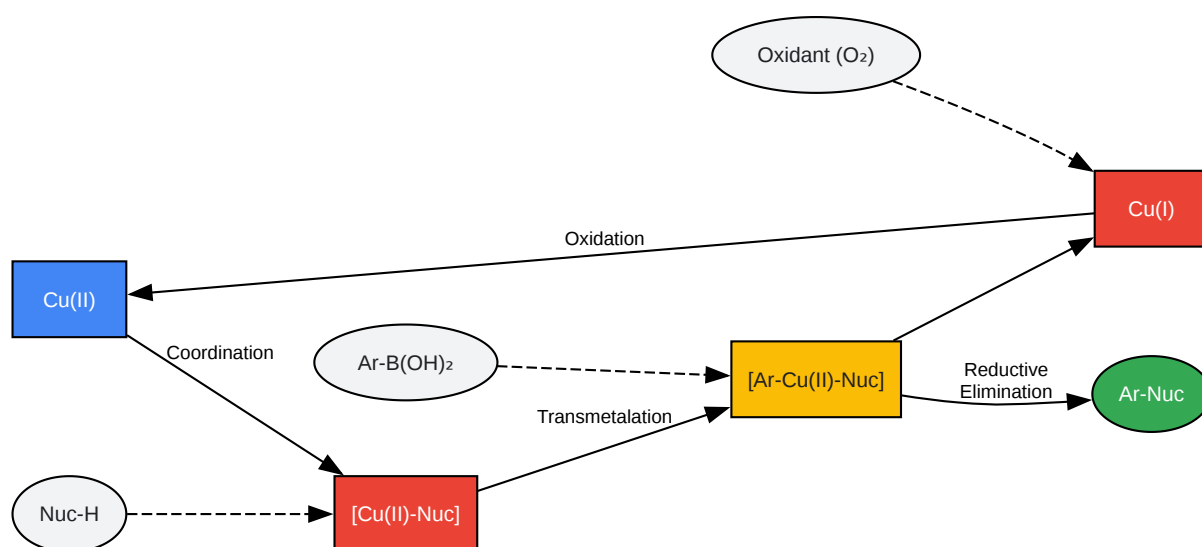 Oxidant (O₂)
Cu(I)
Oxidation
Cu(II)
Coordination
Ar-B(OH)₂
[Ar-Cu(II)-Nuc]
Reductive
Elimination
Ar-Nuc
Transmetalation
Nuc-H
[Cu(II)-Nuc]